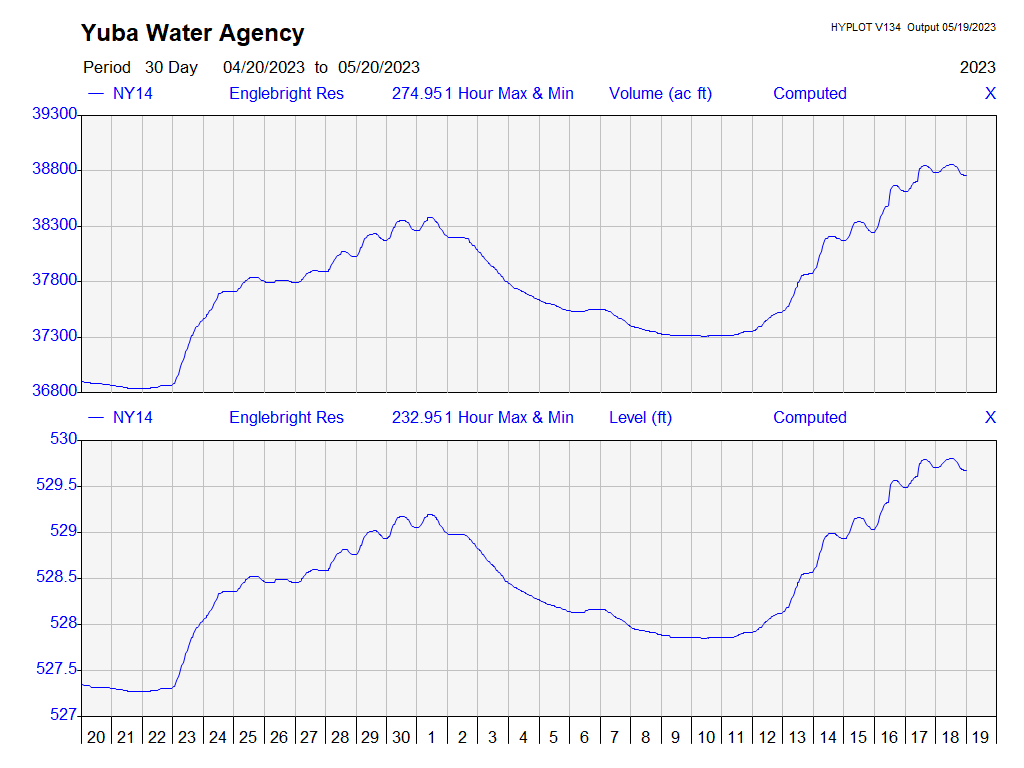 Yuba Water Agency
HYPLOT V134 Output 05/19/2023
Period 30 Day 04/20/2023 to 05/20/2023 2023
NY14 Englebright Res 274.951 Hour Max & Min Volume (ac ft) Computed X
39300
38800
38300
37800
37300
36800
NY14 Englebright Res 232.951 Hour Max & Min Level (ft) Computed X
530
529.5
529
528.5
528
527.5
527
20 21 22 23 24 25 26 27 28 29 30 1 2 3 4 5 6 7 8 9 10 11 12 13 14 15 16 17 18 19